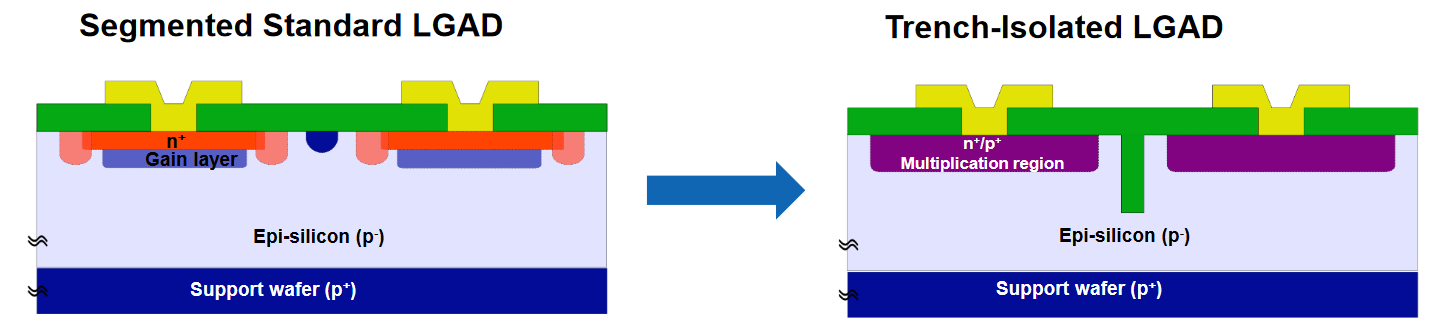 Segmented Standard LGAD
Trench-Isolated LGAD
n⁺
Gain layer
Epi-silicon (p⁻)
Support wafer (p⁺)
n⁺/p⁺
Multiplication region
Epi-silicon (p⁻)
Support wafer (p⁺)